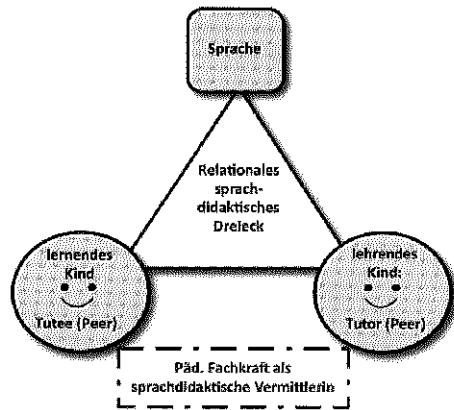 Sprache
Relationales
sprach-
didaktisches
Dreieck
lernendes
Kind
Tutee (Peer)
lehrendes
Kind:
Tutor (Peer)
Päd. Fachkraft als
sprachdidaktische Vermittlerin